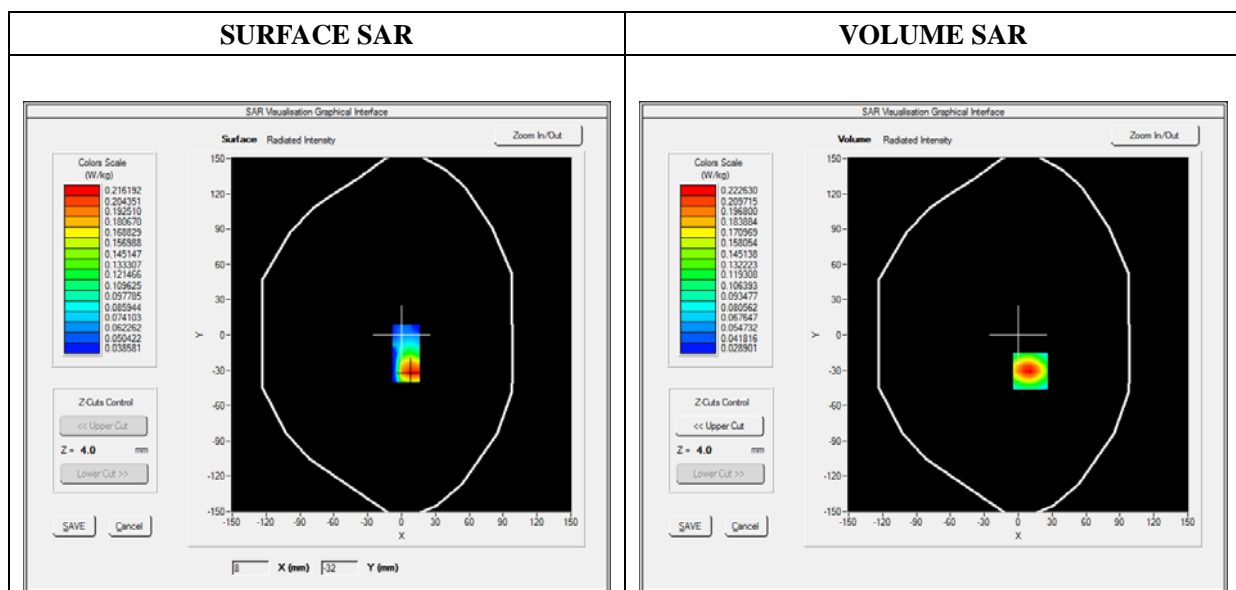 SURFACE SAR
VOLUME SAR
SAR Visualisation Graphical Interface
Surface Radiated Intensity
Zoom In/Out
Colors Scale
(W/kg)
0.216192
0.204351
0.192510
0.180670
0.168829
0.156988
0.145147
0.133307
0.121466
0.109625
0.097785
0.085944
0.074103
0.062262
0.050422
0.038581
Z-Cuts Control
<< Upper Cut
Z = 4.0 mm
Lower Cut >>
SAVE Cancel
150
120
90
60
30
0
-30
-60
-90
-120
-150
Y
-150 -120 -90 -60 -30 0 30 60 90 120 150
X
8 X (mm) -32 Y (mm)
SAR Visualisation Graphical Interface
Volume Radiated Intensity
Zoom In/Out
Colors Scale
(W/kg)
0.222630
0.209715
0.196800
0.183884
0.170969
0.158054
0.145138
0.132223
0.119308
0.106393
0.093477
0.080562
0.067647
0.054732
0.041816
0.028901
Z-Cuts Control
<< Upper Cut
Z = 4.0 mm
Lower Cut >>
SAVE Cancel
150
120
90
60
30
0
-30
-60
-90
-120
-150
Y
-150 -120 -90 -60 -30 0 30 60 90 120 150
X